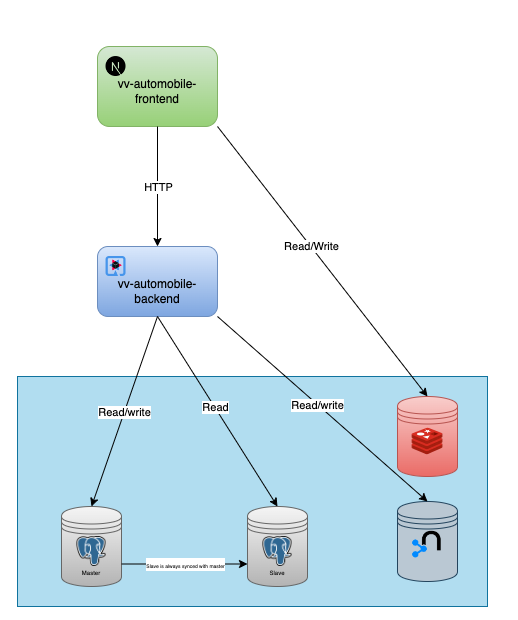 vv-automobile-
frontend
HTTP
Read/Write
vv-automobile-
backend
Read/write
Read
Read/write
Master
Slave is always synced with master
Slave